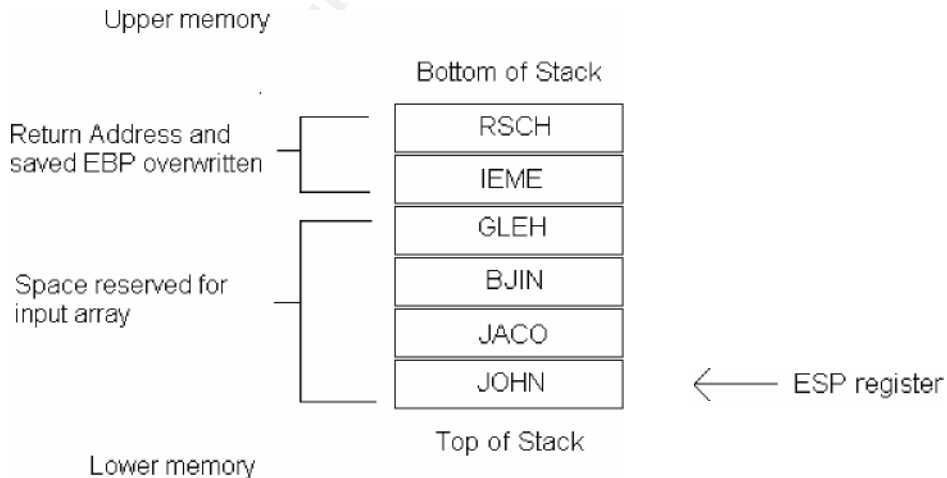 Upper memory
Bottom of Stack
Return Address and
saved EBP overwritten
RSCH
IEME
GLEH
BJIN
JACO
JOHN
Space reserved for
input array
ESP register
Top of Stack
Lower memory